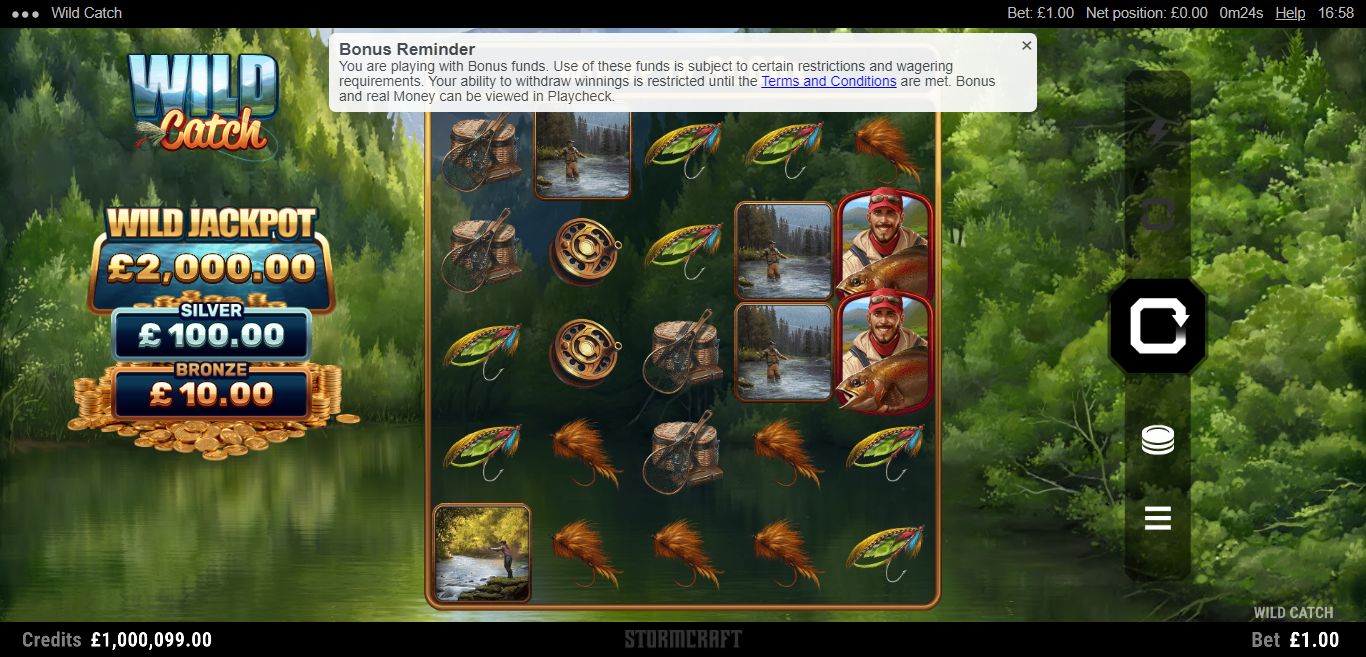 Wild Catch
Bet: £1.00 Net position: £0.00 0m24s Help 16:58
Bonus Reminder
You are playing with Bonus funds. Use of these funds is subject to certain restrictions and wagering
requirements. Your ability to withdraw winnings is restricted until the Terms and Conditions are met. Bonus
and real Money can be viewed in Playcheck.
WILD
Catch
WILD JACKPOT
£2,000.00
SILVER
£ 100.00
BRONZE
£ 10.00
WILD CATCH
Credits £1,000,099.00
STORMCRAFT
Bet £1.00